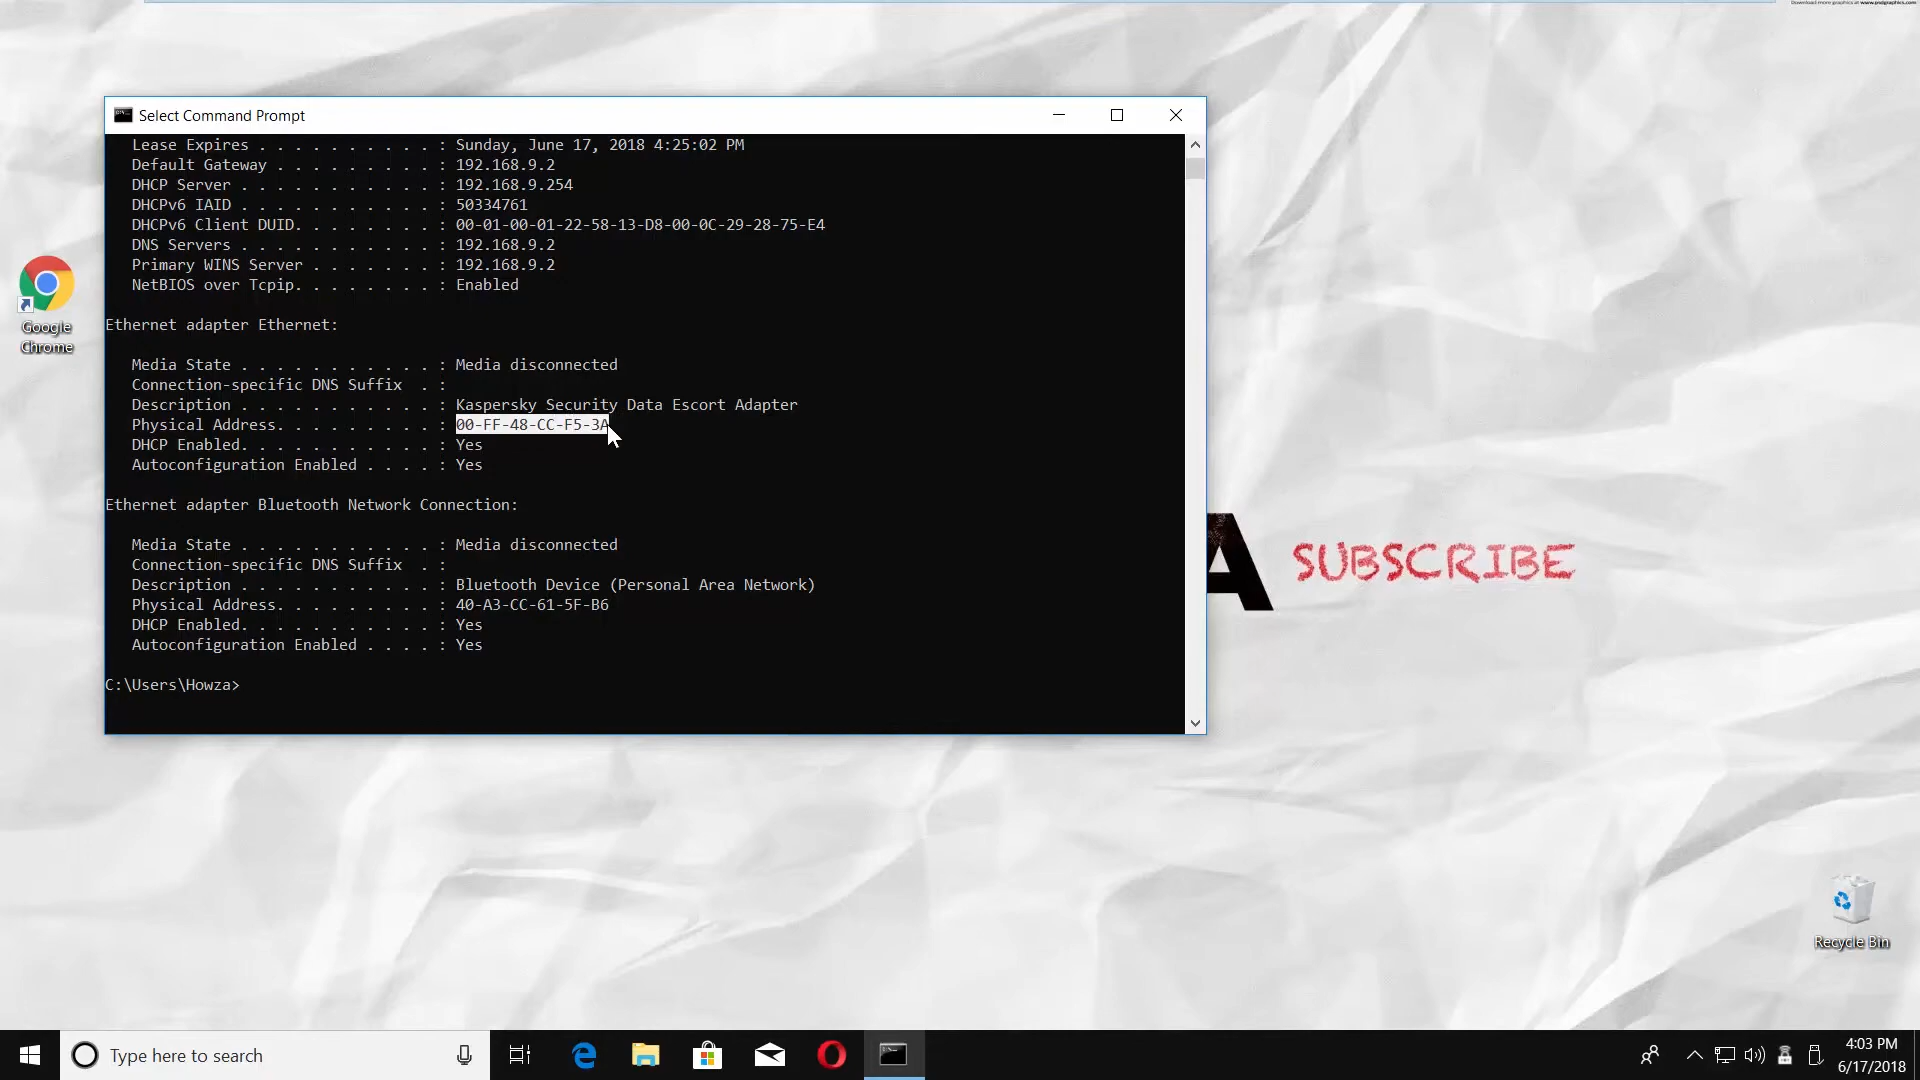 Download more graphics at www.psdgraphics.com
Select Command Prompt
Lease Expires . . . . . . . . . . : Sunday, June 17, 2018 4:25:02 PM
Default Gateway . . . . . . . . . : 192.168.9.2
DHCP Server . . . . . . . . . . . : 192.168.9.254
DHCPv6 IAID . . . . . . . . . . . : 50334761
DHCPv6 Client DUID. . . . . . . . : 00-01-00-01-22-58-13-D8-00-0C-29-28-75-E4
DNS Servers . . . . . . . . . . . : 192.168.9.2
Primary WINS Server . . . . . . . : 192.168.9.2
NetBIOS over Tcpip. . . . . . . . : Enabled
Ethernet adapter Ethernet:
Media State . . . . . . . . . . . : Media disconnected
Connection-specific DNS Suffix  . :
Description . . . . . . . . . . . : Kaspersky Security Data Escort Adapter
Physical Address. . . . . . . . . : 00-FF-48-CC-F5-3A
DHCP Enabled. . . . . . . . . . . : Yes
Autoconfiguration Enabled . . . . : Yes
Ethernet adapter Bluetooth Network Connection:
Media State . . . . . . . . . . . : Media disconnected
Connection-specific DNS Suffix  . :
Description . . . . . . . . . . . : Bluetooth Device (Personal Area Network)
Physical Address. . . . . . . . . : 40-A3-CC-61-5F-B6
DHCP Enabled. . . . . . . . . . . : Yes
Autoconfiguration Enabled . . . . : Yes
C:\Users\Howza>
Google
Chrome
A SUBSCRIBE
Recycle Bin
Type here to search
4:03 PM
6/17/2018